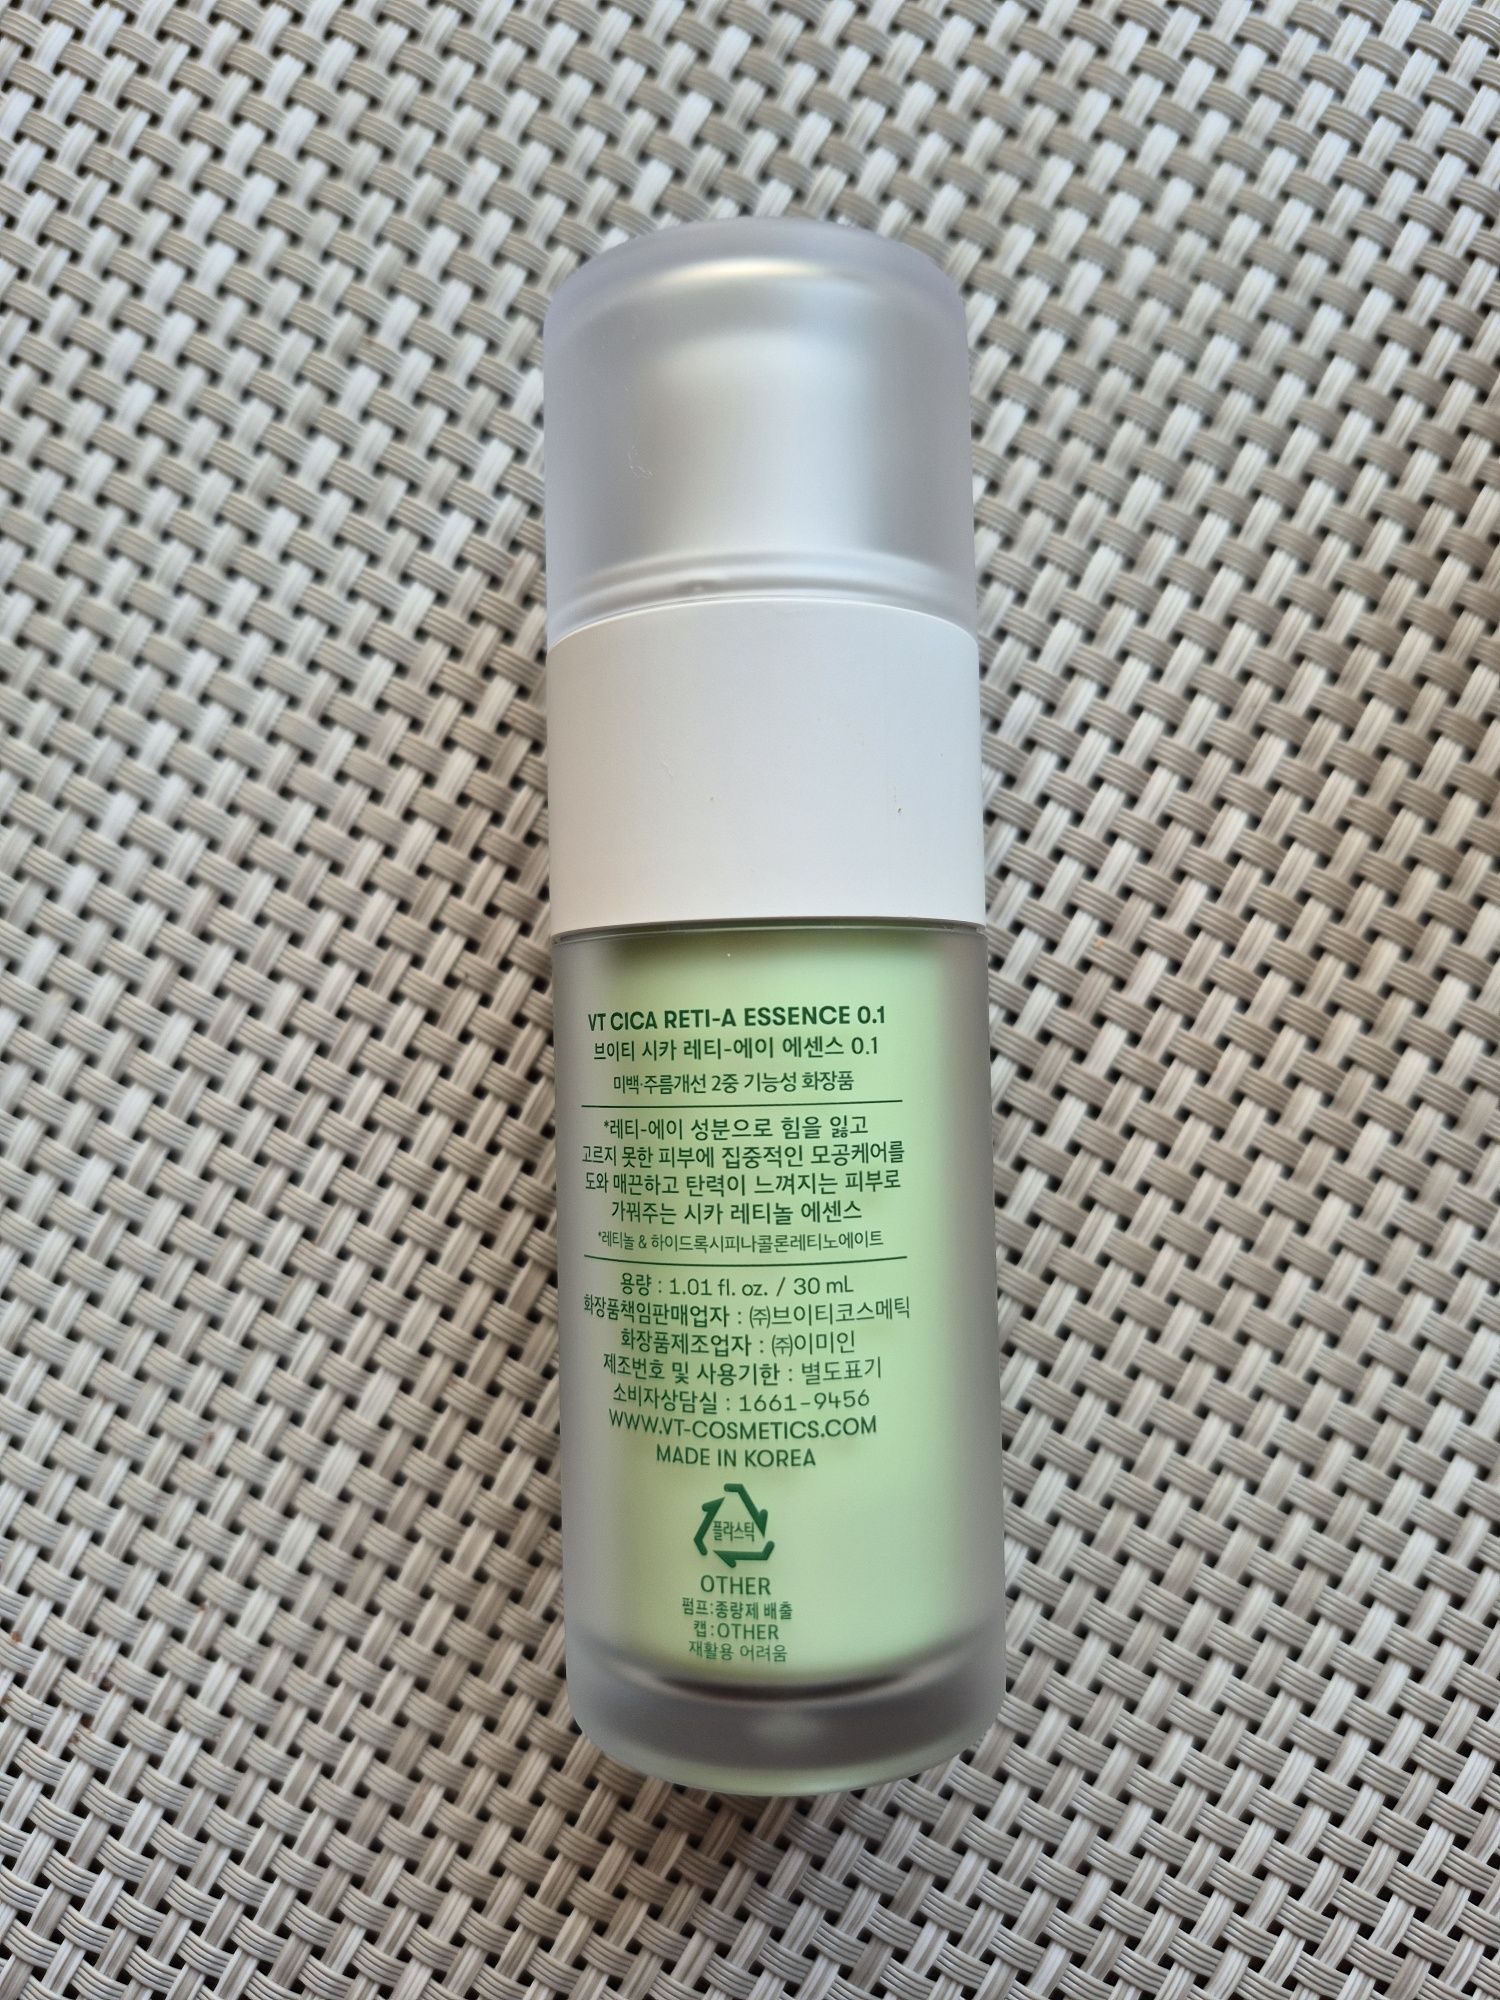 VT CICA RETI-A ESSENCE 0.1
브이티 시카 레티-에이 에센스 0.1
미백·주름개선 2중 기능성 화장품
*레티-에이 성분으로 힘을 잃고
고르지 못한 피부에 집중적인 모공케어를
도와 매끈하고 탄력이 느껴지는 피부로
가꿔주는 시카 레티놀 에센스
*레티놀 & 하이드록시피나콜론레티노에이트
용량 : 1.01 fl. oz. / 30 mL
화장품책임판매업자 : ㈜브이티코스메틱
화장품제조업자 : ㈜이미인
제조번호 및 사용기한 : 별도표기
소비자상담실 : 1661-9456
WWW.VT-COSMETICS.COM
MADE IN KOREA
플라스틱
OTHER
펌프:종량제 배출
캡:OTHER
재활용 어려움